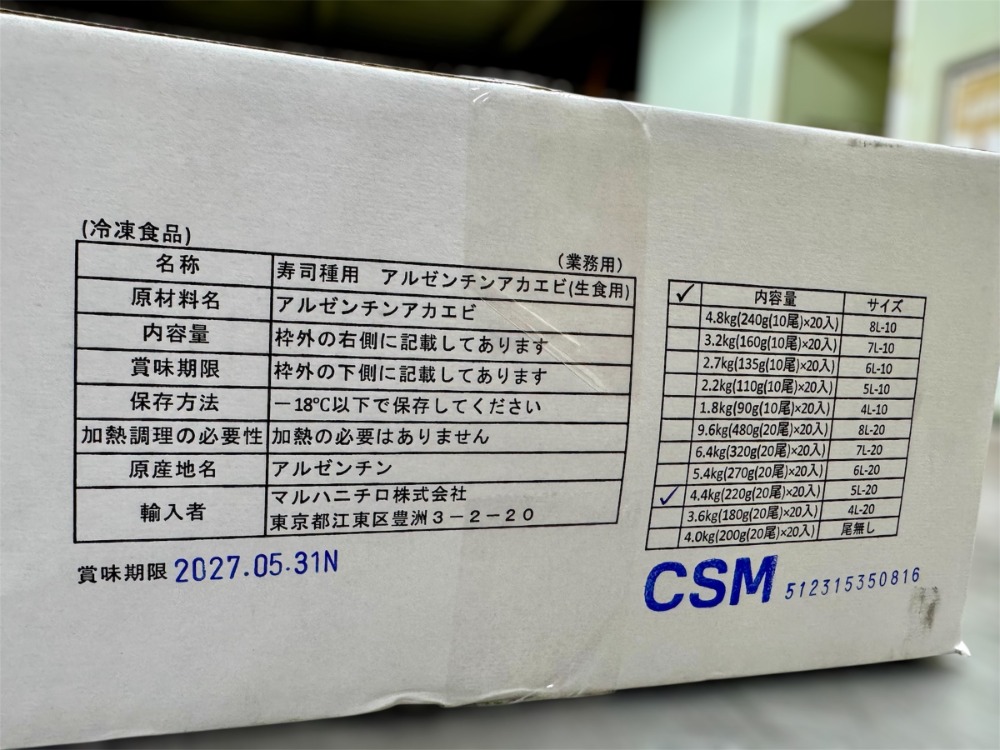 (冷凍食品)
(業務用)
名称 寿司種用 アルゼンチンアカエビ(生食用)
原材料名 アルゼンチンアカエビ
内容量 枠外の右側に記載してあります
賞味期限 枠外の下側に記載してあります
保存方法 －18℃以下で保存してください
加熱調理の必要性 加熱の必要はありません
原産地名 アルゼンチン
輸入者 マルハニチロ株式会社
東京都江東区豊洲3－2－20
賞味期限 2027.05.31N
✓ 内容量 サイズ
4.8kg(240g(10尾)×20入) 8L-10
3.2kg(160g(10尾)×20入) 7L-10
2.7kg(135g(10尾)×20入) 6L-10
2.2kg(110g(10尾)×20入) 5L-10
1.8kg(90g(10尾)×20入) 4L-10
9.6kg(480g(20尾)×20入) 8L-20
6.4kg(320g(20尾)×20入) 7L-20
5.4kg(270g(20尾)×20入) 6L-20
✓ 4.4kg(220g(20尾)×20入) 5L-20
3.6kg(180g(20尾)×20入) 4L-20
4.0kg(200g(20尾)×20入) 尾無し
CSM 512315350816